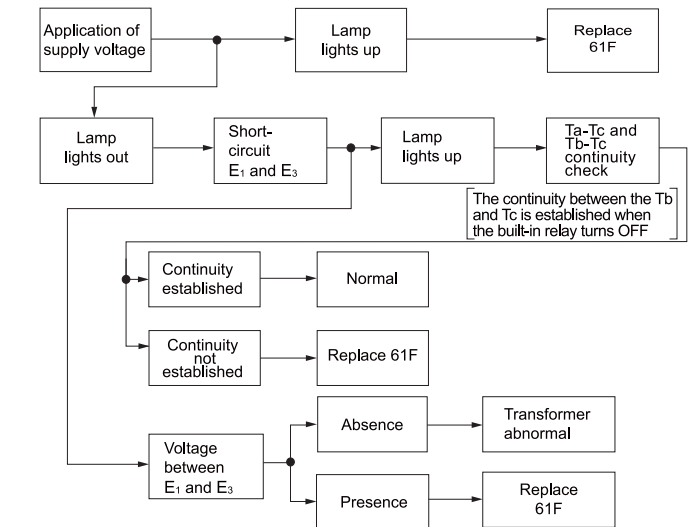 Application of
supply voltage
Lamp
lights up
Replace
61F
Lamp
lights out
Short-
circuit
E₁ and E₃
Lamp
lights up
Ta-Tc and
Tb-Tc
continuity
check
The continuity between the Tb
and Tc is established when
the built-in relay turns OFF
Continuity
established
Normal
Continuity
not
established
Replace 61F
Voltage
between
E₁ and E₃
Absence
Transformer
abnormal
Presence
Replace
61F